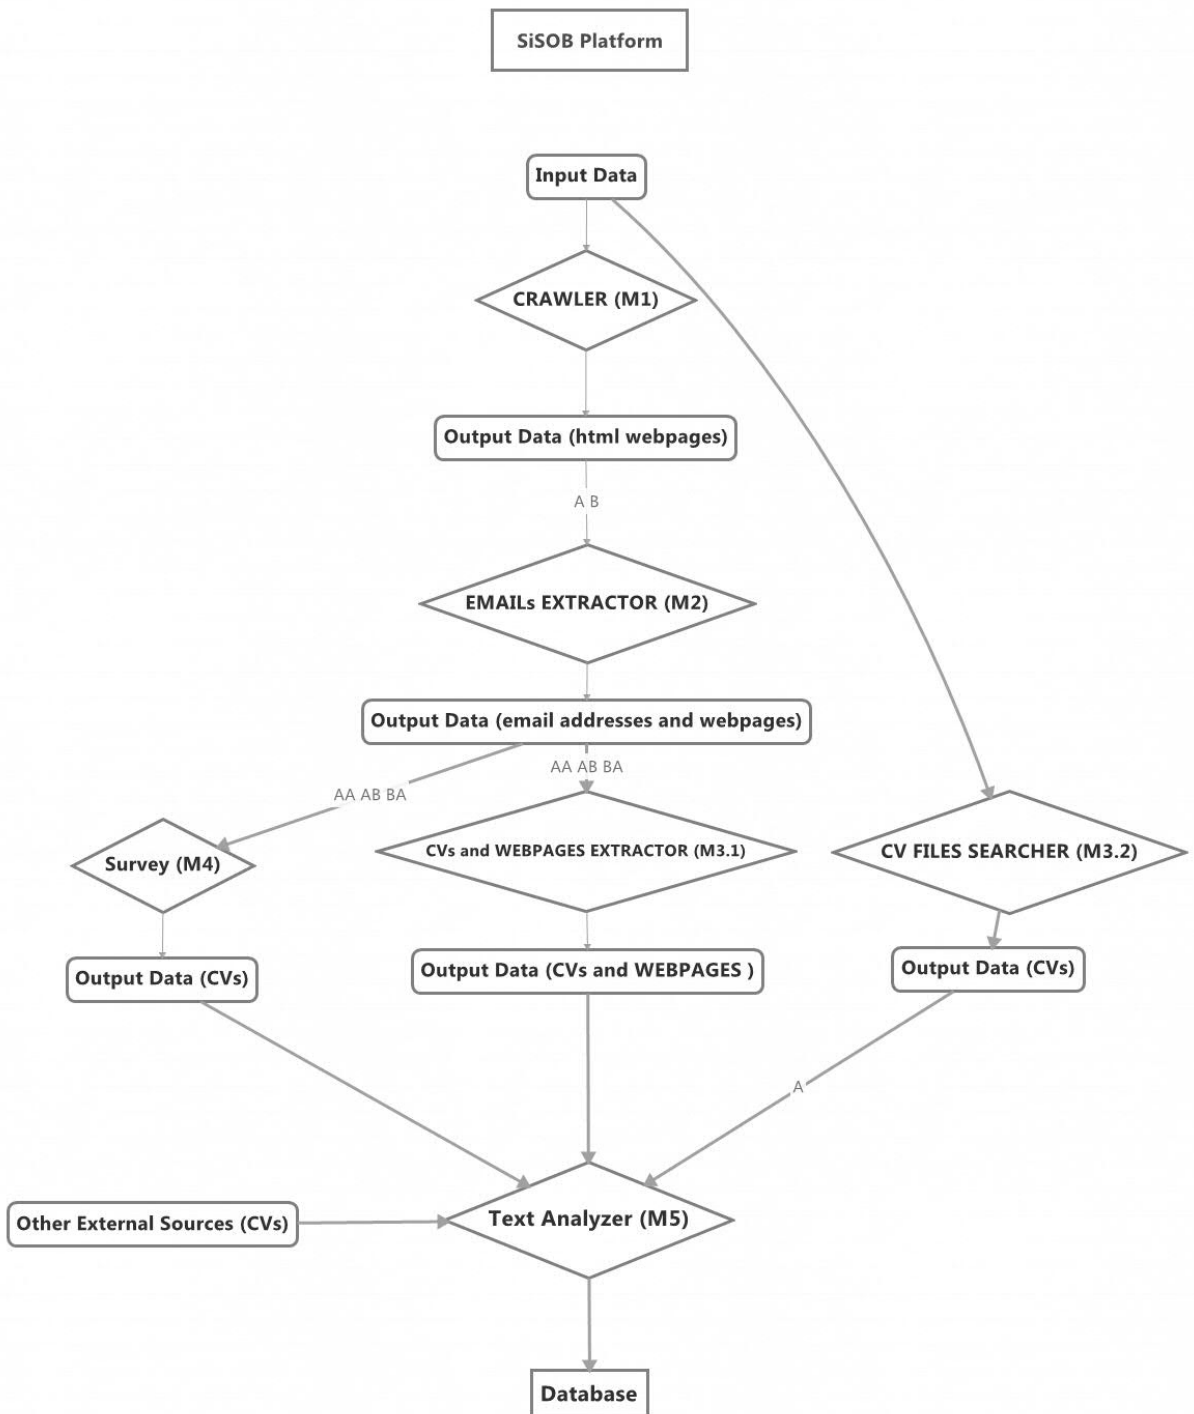 SiSOB Platform
Input Data
CRAWLER (M1)
Output Data (html webpages)
A B
EMAILs EXTRACTOR (M2)
Output Data (email addresses and webpages)
AA AB BA
AA AB BA
Survey (M4)
CVs and WEBPAGES EXTRACTOR (M3.1)
CV FILES SEARCHER (M3.2)
Output Data (CVs)
Output Data (CVs and WEBPAGES )
Output Data (CVs)
A
Other External Sources (CVs)
Text Analyzer (M5)
Database